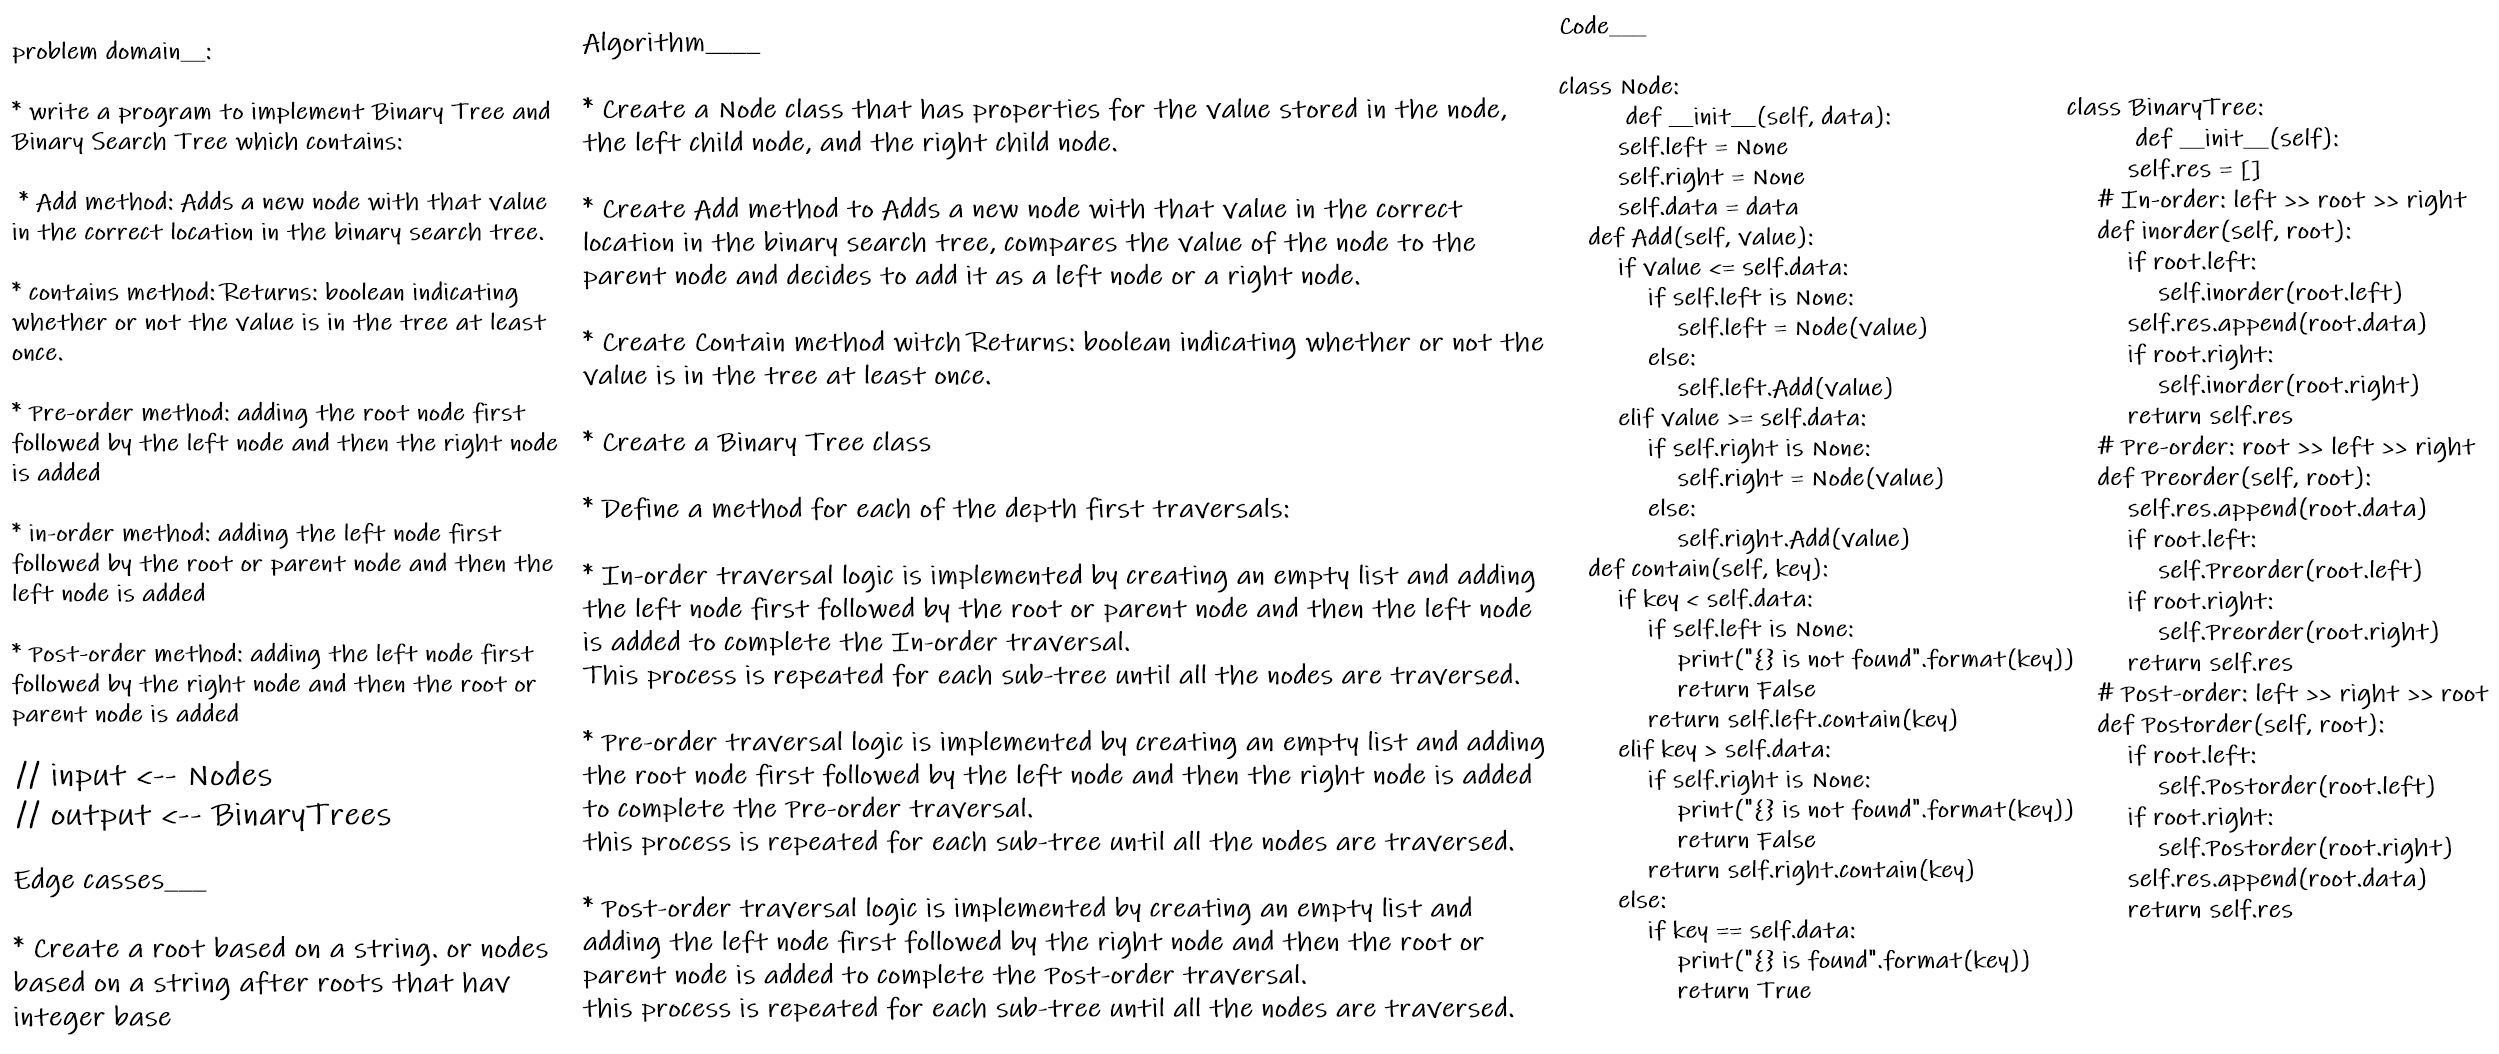 problem domain__:
* write a program to implement Binary Tree and
Binary Search Tree which contains:
* Add method: Adds a new node with that value
in the correct location in the binary search tree.
* contains method: Returns: boolean indicating
whether or not the value is in the tree at least
once.
* Pre-order method: adding the root node first
followed by the left node and then the right node
is added
* in-order method: adding the left node first
followed by the root or parent node and then the
left node is added
* Post-order method: adding the left node first
followed by the right node and then the root or
parent node is added
// input <-- Nodes
// output <-- BinaryTrees
Edge casses___
* Create a root based on a string. or nodes
based on a string after roots that hav
integer base
Algorithm____
* Create a Node class that has properties for the value stored in the node,
the left child node, and the right child node.
* Create Add method to Adds a new node with that value in the correct
location in the binary search tree, compares the value of the node to the
parent node and decides to add it as a left node or a right node.
* Create Contain method witch Returns: boolean indicating whether or not the
value is in the tree at least once.
* Create a Binary Tree class
* Define a method for each of the depth first traversals:
* In-order traversal logic is implemented by creating an empty list and adding
the left node first followed by the root or parent node and then the left node
is added to complete the In-order traversal.
This process is repeated for each sub-tree until all the nodes are traversed.
* Pre-order traversal logic is implemented by creating an empty list and adding
the root node first followed by the left node and then the right node is added
to complete the Pre-order traversal.
this process is repeated for each sub-tree until all the nodes are traversed.
* Post-order traversal logic is implemented by creating an empty list and
adding the left node first followed by the right node and then the root or
parent node is added to complete the Post-order traversal.
this process is repeated for each sub-tree until all the nodes are traversed.
Code___
class Node:
def __init__(self, data):
self.left = None
self.right = None
self.data = data
def Add(self, value):
if value <= self.data:
if self.left is None:
self.left = Node(value)
else:
self.left.Add(value)
elif value >= self.data:
if self.right is None:
self.right = Node(value)
else:
self.right.Add(value)
def contain(self, key):
if key < self.data:
if self.left is None:
print("{} is not found".format(key))
return False
return self.left.contain(key)
elif key > self.data:
if self.right is None:
print("{} is not found".format(key))
return False
return self.right.contain(key)
else:
if key == self.data:
print("{} is found".format(key))
return True
class BinaryTree:
def __init__(self):
self.res = []
# In-order: left >> root >> right
def inorder(self, root):
if root.left:
self.inorder(root.left)
self.res.append(root.data)
if root.right:
self.inorder(root.right)
return self.res
# Pre-order: root >> left >> right
def Preorder(self, root):
self.res.append(root.data)
if root.left:
self.Preorder(root.left)
if root.right:
self.Preorder(root.right)
return self.res
# Post-order: left >> right >> root
def Postorder(self, root):
if root.left:
self.Postorder(root.left)
if root.right:
self.Postorder(root.right)
self.res.append(root.data)
return self.res